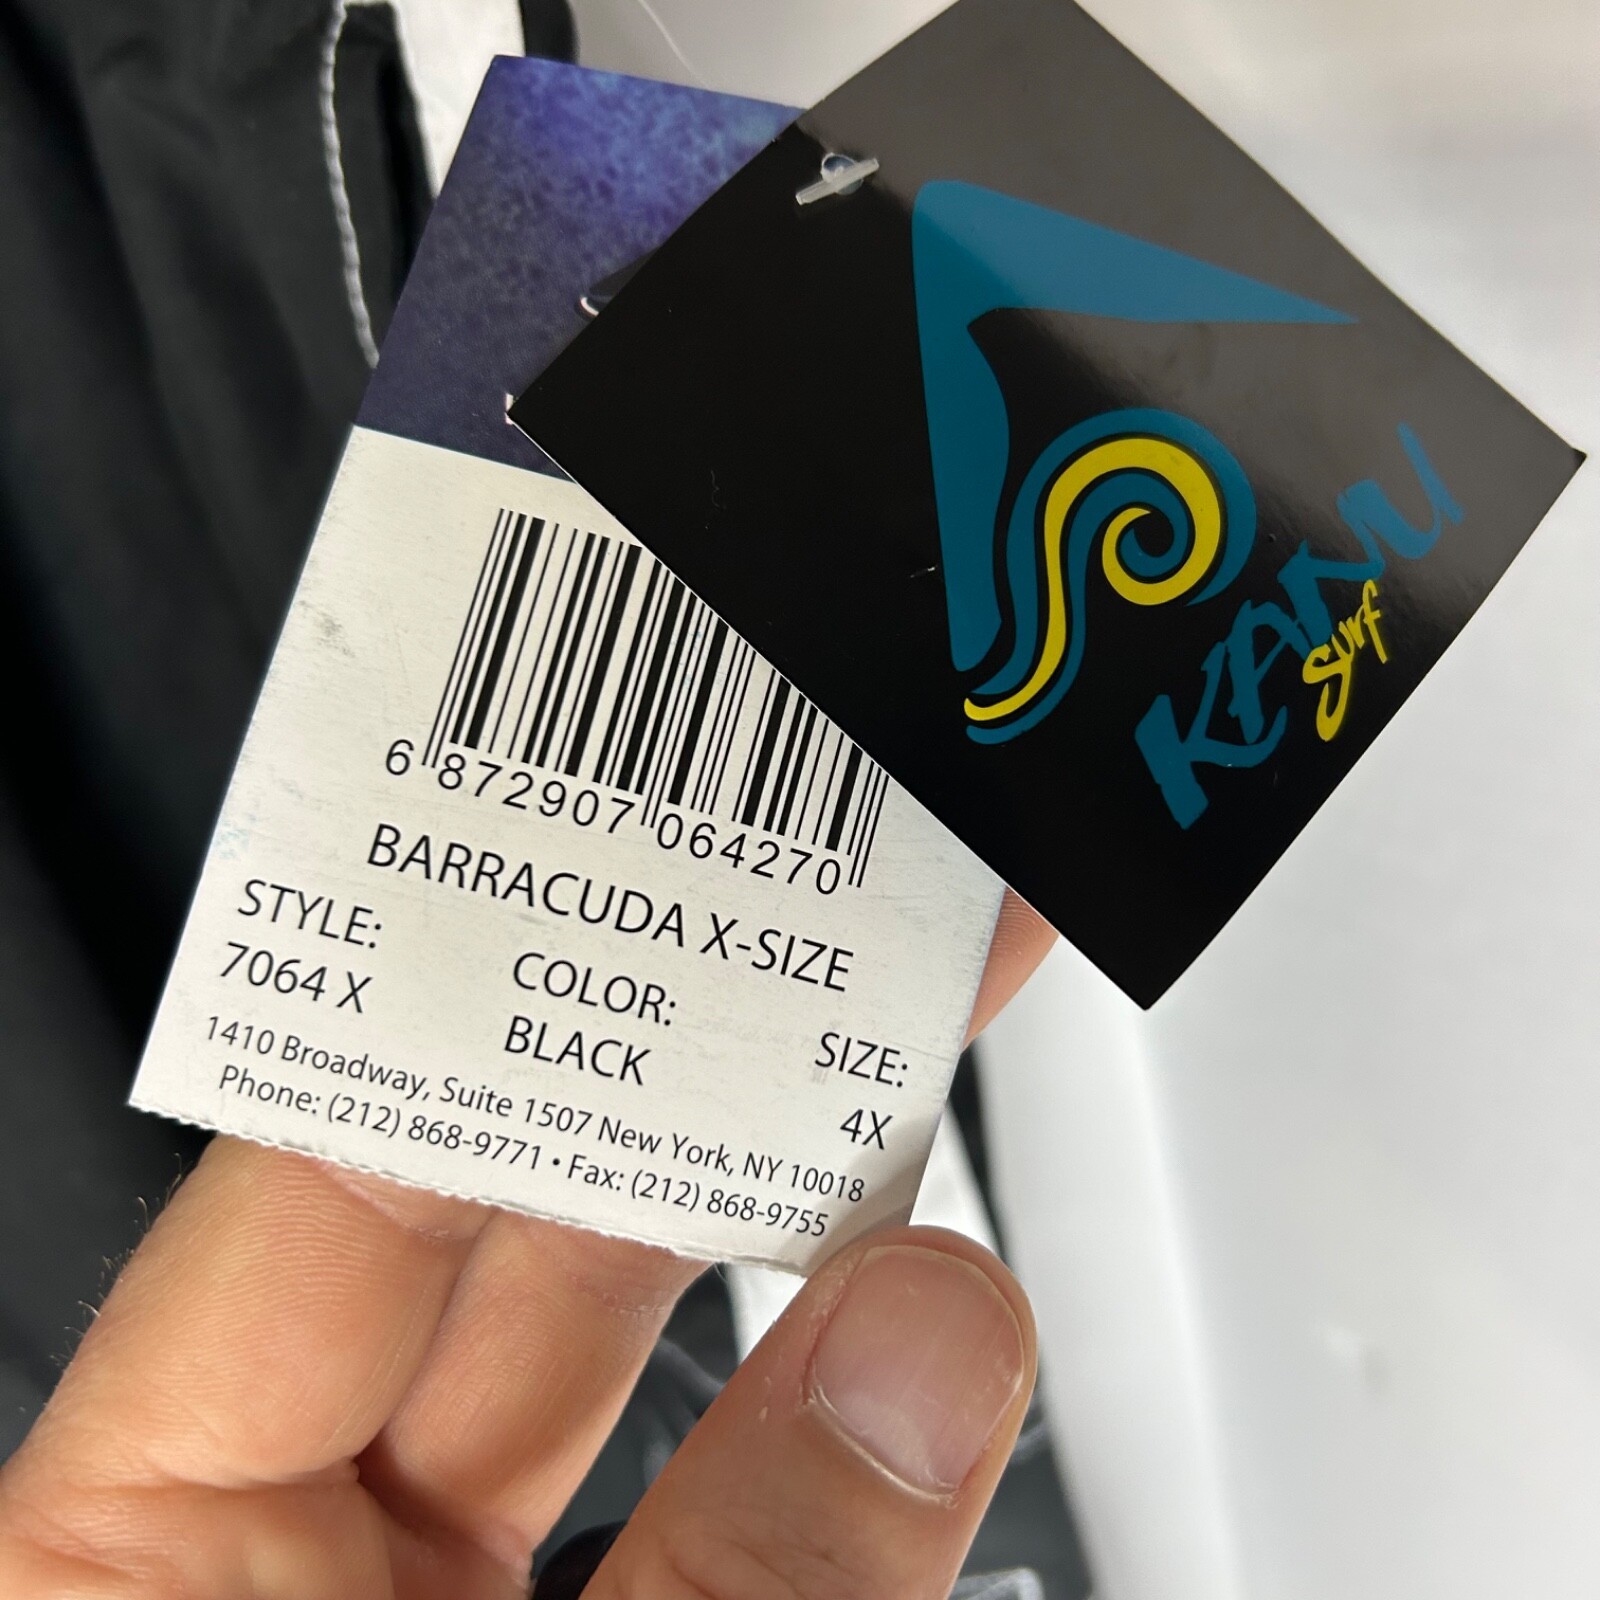 KANU
surf
6 872907 064270
BARRACUDA X-SIZE
STYLE: COLOR: SIZE:
7064 X BLACK 4X
1410 Broadway, Suite 1507 New York, NY 10018
Phone: (212) 868-9771 • Fax: (212) 868-9755